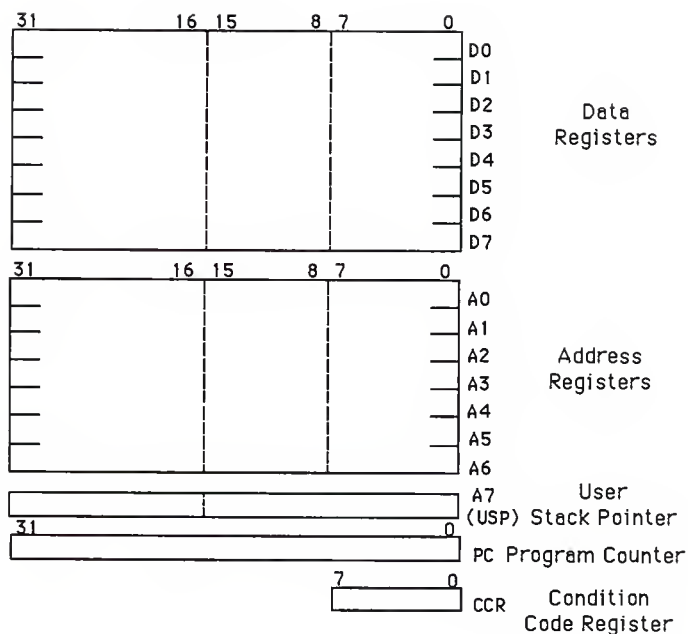 31 16 15 8 7 0
D0
D1
D2
D3
D4
D5
D6
D7
Data
Registers
31 16 15 8 7 0
A0
A1
A2
A3
A4
A5
A6
Address
Registers
A7 User
(USP) Stack Pointer
31 0
PC Program Counter
7 0
CCR Condition
Code Register